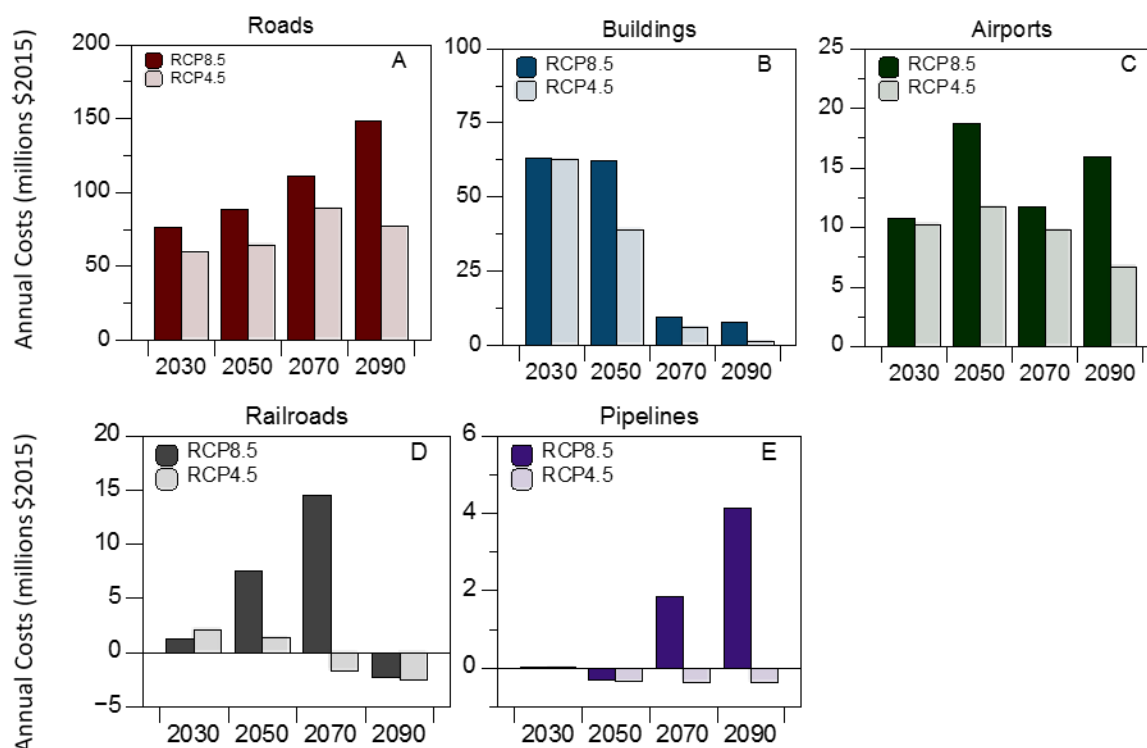 Roads
Buildings
Airports
Annual Costs (millions $2015)
200
150
100
50
0
RCP8.5
RCP4.5
A
2030 2050 2070 2090
100
75
50
25
0
RCP8.5
RCP4.5
B
2030 2050 2070 2090
25
20
15
10
5
0
RCP8.5
RCP4.5
C
2030 2050 2070 2090
Railroads
Pipelines
Annual Costs (millions $2015)
20
15
10
5
0
−5
RCP8.5
RCP4.5
D
2030 2050 2070 2090
6
4
2
0
RCP8.5
RCP4.5
E
2030 2050 2070 2090